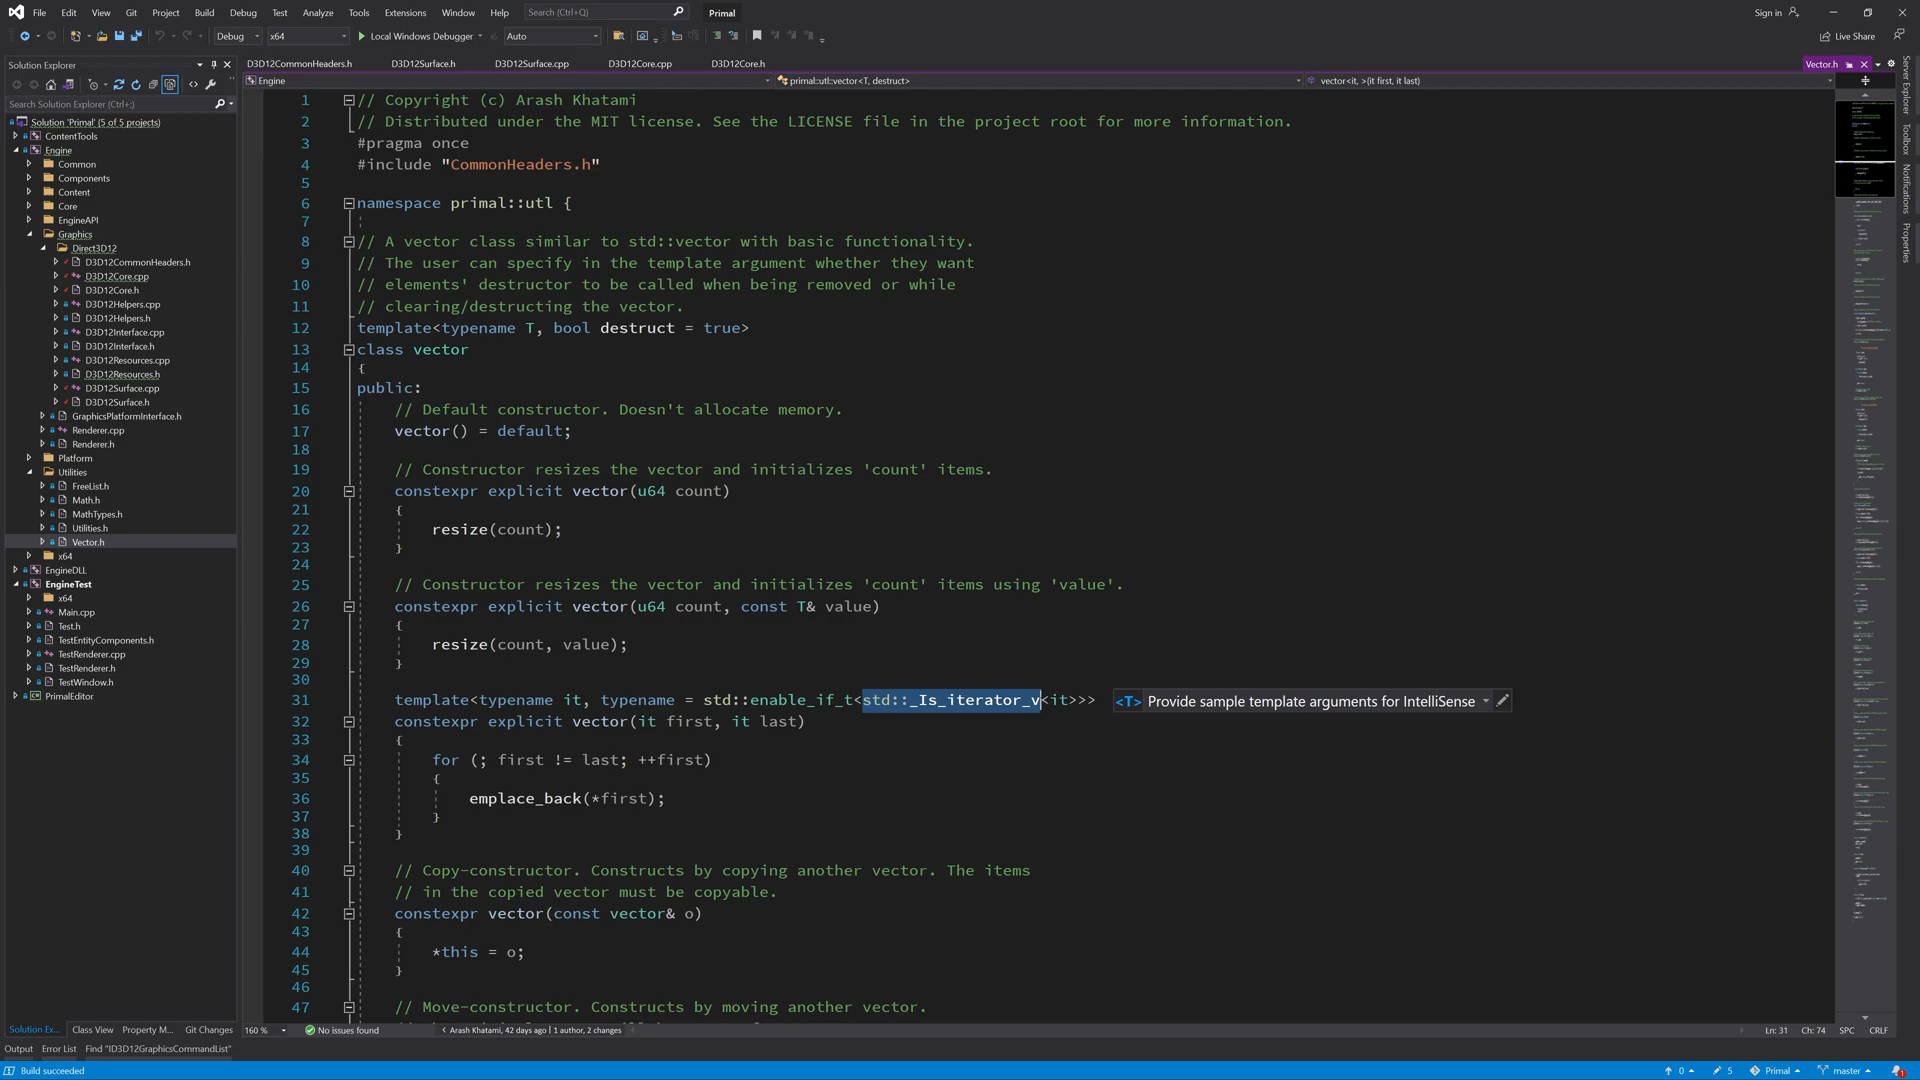 File Edit View Git Project Build Debug Test Analyze Tools Extensions Window Help Search (Ctrl+Q) Primal Sign in
Debug x64 Local Windows Debugger Auto Live Share
Solution Explorer
Search Solution Explorer (Ctrl+;)
Solution 'Primal' (5 of 5 projects)
ContentTools
Engine
Common
Components
Content
Core
EngineAPI
Graphics
Direct3D12
D3D12CommonHeaders.h
D3D12Core.cpp
D3D12Core.h
D3D12Helpers.cpp
D3D12Helpers.h
D3D12Interface.cpp
D3D12Interface.h
D3D12Resources.cpp
D3D12Resources.h
D3D12Surface.cpp
D3D12Surface.h
GraphicsPlatformInterface.h
Renderer.cpp
Renderer.h
Platform
Utilities
FreeList.h
Math.h
MathTypes.h
Utilities.h
Vector.h
x64
EngineDLL
EngineTest
x64
Main.cpp
Test.h
TestEntityComponents.h
TestRenderer.cpp
TestRenderer.h
TestWindow.h
PrimalEditor
Solution Ex... Class View Property M... Git Changes
D3D12CommonHeaders.h D3D12Surface.h D3D12Surface.cpp D3D12Core.cpp D3D12Core.h Vector.h
Engine primal::utl::vector<T, destruct> vector<it, >(it first, it last)
1 // Copyright (c) Arash Khatami
2 // Distributed under the MIT license. See the LICENSE file in the project root for more information.
3 #pragma once
4 #include "CommonHeaders.h"
5
6 namespace primal::utl {
7
8 // A vector class similar to std::vector with basic functionality.
9 // The user can specify in the template argument whether they want
10 // elements' destructor to be called when being removed or while
11 // clearing/destructing the vector.
12 template<typename T, bool destruct = true>
13 class vector
14 {
15 public:
16 // Default constructor. Doesn't allocate memory.
17 vector() = default;
18
19 // Constructor resizes the vector and initializes 'count' items.
20 constexpr explicit vector(u64 count)
21 {
22 resize(count);
23 }
24
25 // Constructor resizes the vector and initializes 'count' items using 'value'.
26 constexpr explicit vector(u64 count, const T& value)
27 {
28 resize(count, value);
29 }
30
31 template<typename it, typename = std::enable_if_t<std::_Is_iterator_v<it>>> <T> Provide sample template arguments for IntelliSense
32 constexpr explicit vector(it first, it last)
33 {
34 for (; first != last; ++first)
35 {
36 emplace_back(*first);
37 }
38 }
39
40 // Copy-constructor. Constructs by copying another vector. The items
41 // in the copied vector must be copyable.
42 constexpr vector(const vector& o)
43 {
44 *this = o;
45 }
46
47 // Move-constructor. Constructs by moving another vector.
160 % No issues found Arash Khatami, 42 days ago | 1 author, 2 changes Ln: 31 Ch: 74 SPC CRLF
Server Explorer
Toolbox
Notifications
Properties
Output Error List Find "ID3D12GraphicsCommandList"
Build succeeded 0 5 Primal master 1